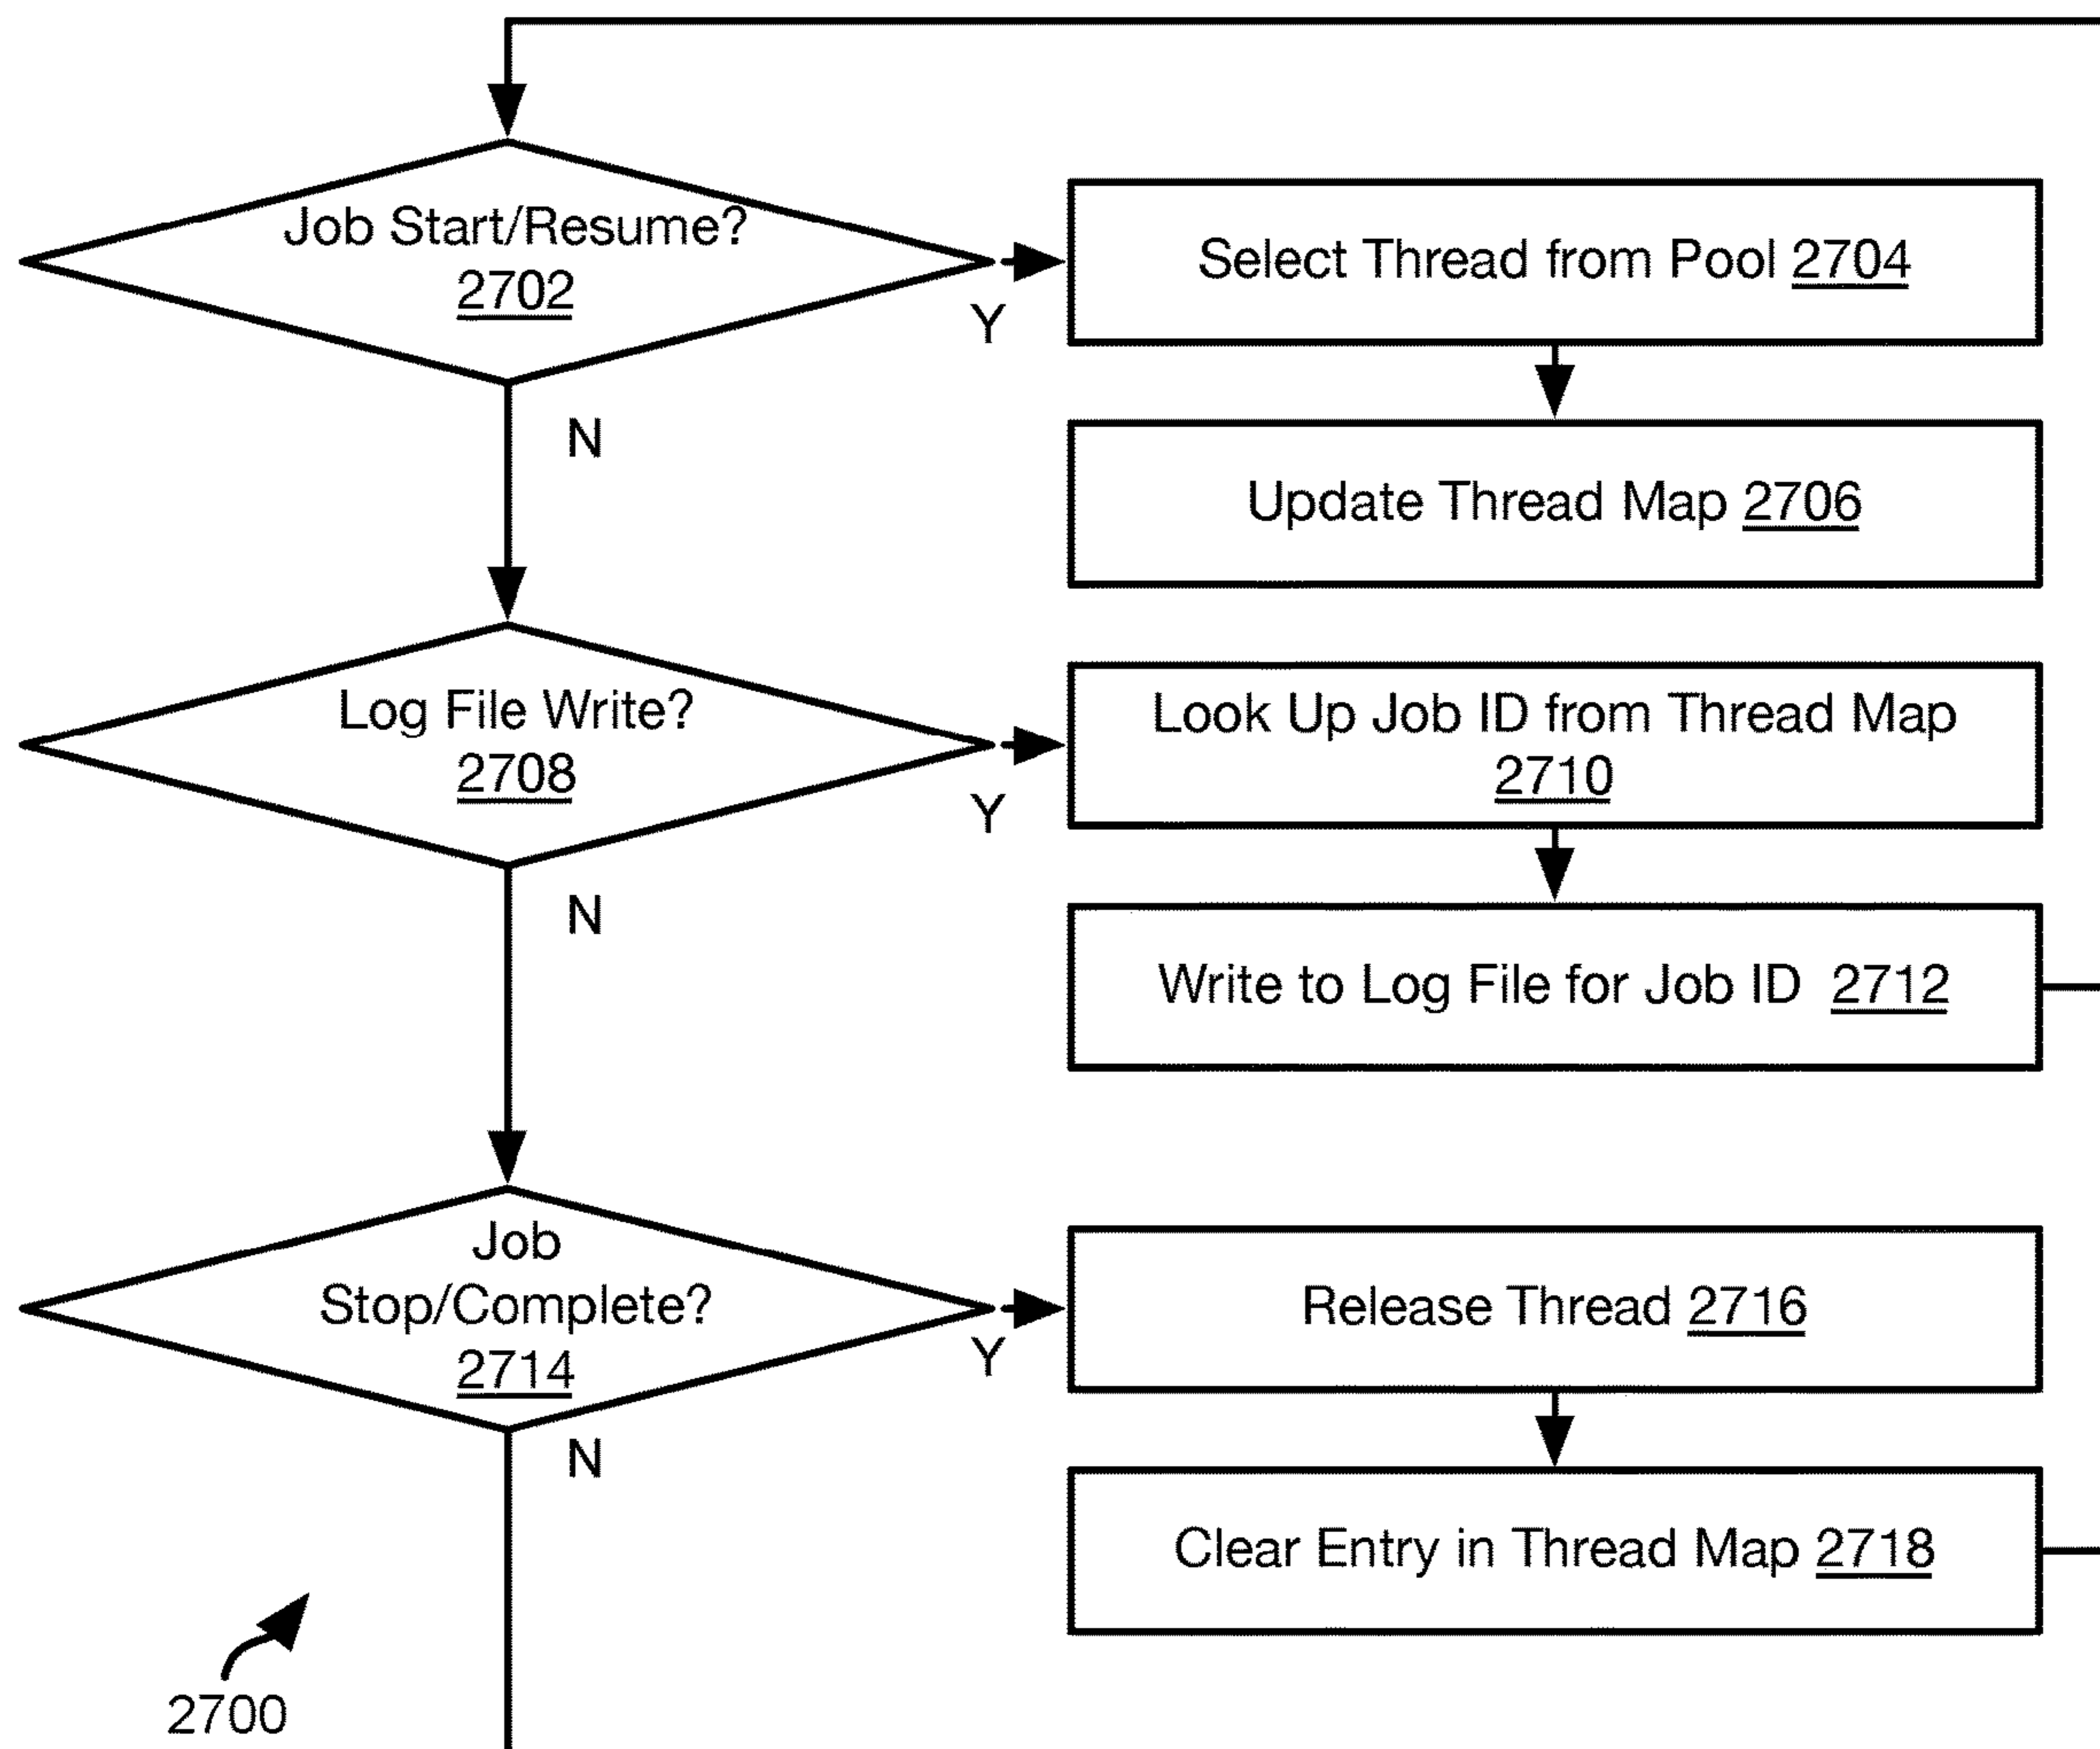 Job Start/Resume?
2702
Y
N
Select Thread from Pool 2704
Update Thread Map 2706
Log File Write?
2708
Y
N
Look Up Job ID from Thread Map
2710
Write to Log File for Job ID 2712
Job
Stop/Complete?
2714
Y
N
Release Thread 2716
Clear Entry in Thread Map 2718
2700